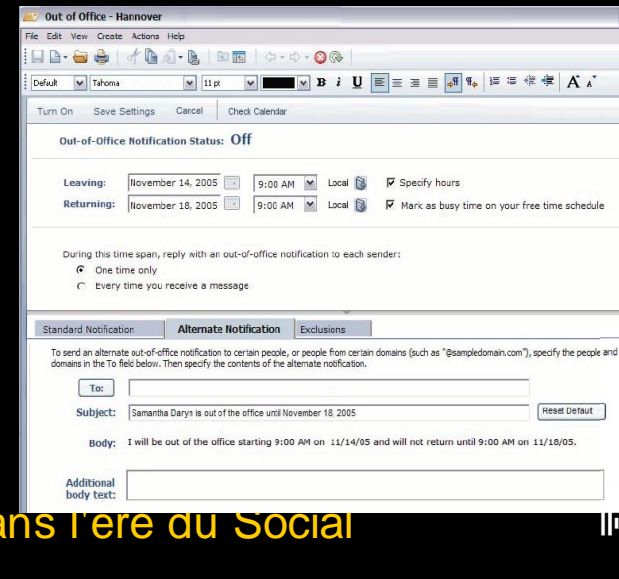 Out of Office - Hannover
File Edit View Create Actions Help
Default Tahoma 11 pt B i U A A
Turn On Save Settings Cancel Check Calendar
Out-of-Office Notification Status: Off
Leaving: November 14, 2005 9:00 AM Local Specify hours
Returning: November 18, 2005 9:00 AM Local Mark as busy time on your free time schedule
During this time span, reply with an out-of-office notification to each sender:
One time only
Every time you receive a message
Standard Notification Alternate Notification Exclusions
To send an alternate out-of-office notification to certain people, or people from certain domains (such as "@sampledomain.com"), specify the people and
domains in the To field below. Then specify the contents of the alternate notification.
To:
Subject: Samantha Daryn is out of the office until November 18, 2005 Reset Default
Body: I will be out of the office starting 9:00 AM on 11/14/05 and will not return until 9:00 AM on 11/18/05.
Additional
body text:
ans l'ère du Social